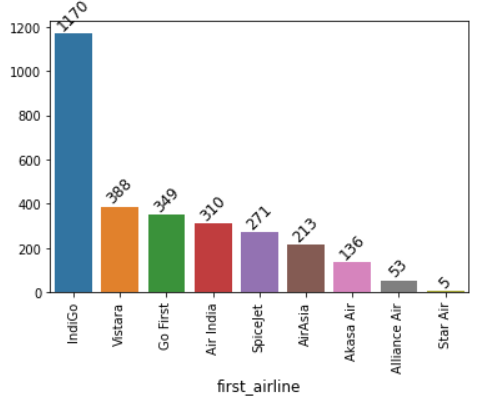 1170
388
349
310
271
213
136
53
5
1200
1000
800
600
400
200
0
IndiGo
Vistara
Go First
Air India
SpiceJet
AirAsia
Akasa Air
Alliance Air
Star Air
first_airline